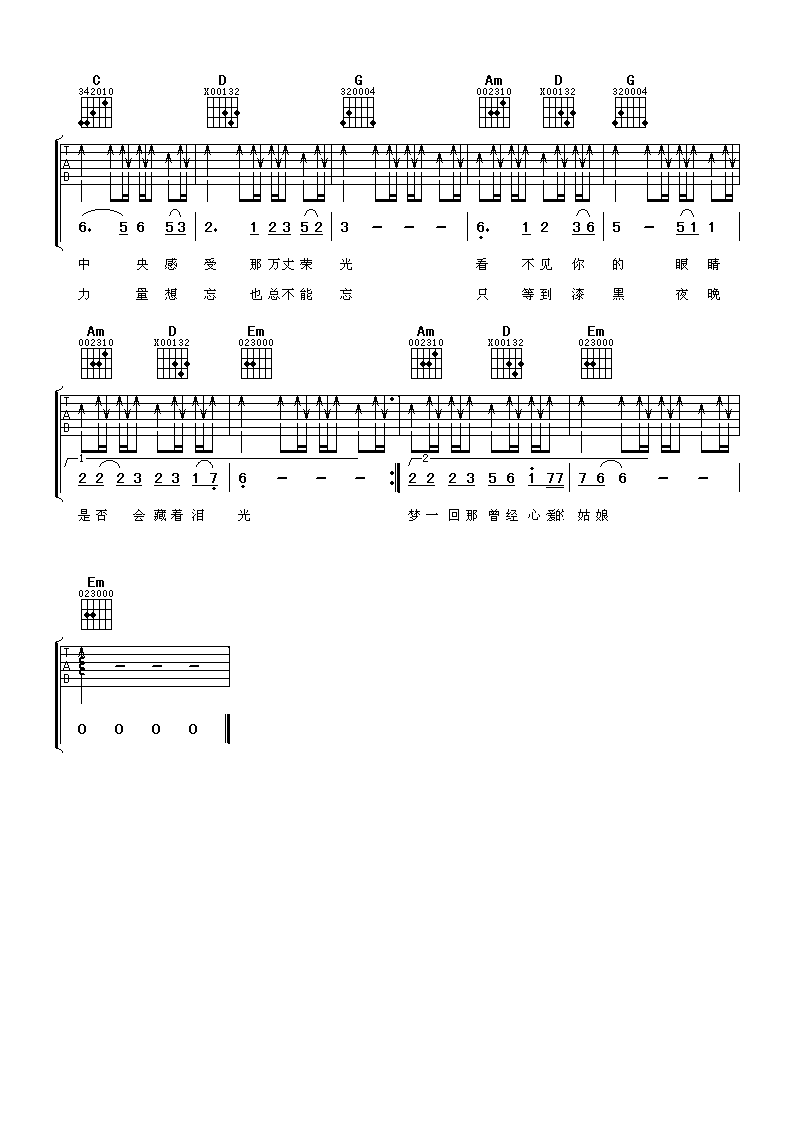 C D G Am D G
342010 X00132 320004 002310 X00132 320004
T
A
B
6. 5 6 5 3 2. 1 2 3 5 2 3 - - - 6. 1 2 3 6 5 - 5 1 1
中 央 感 受 那 万 丈 荣 光 看 不 见 你 的 眼 睛
力 量 想 忘 也 总 不 能 忘 只 等 到 漆 黑 夜 晚
Am D Em Am D Em
002310 X00132 023000 002310 X00132 023000
T
A
B
1 2
2 2 2 3 2 3 1 7 6 - - - 2 2 2 3 5 6 1 7 7 7 6 6 - -
是 否 会 藏 着 泪 光 梦 一 回 那 曾 经 心 爱 的 姑 娘
Em
023000
T
A
B
- - -
0 0 0 0